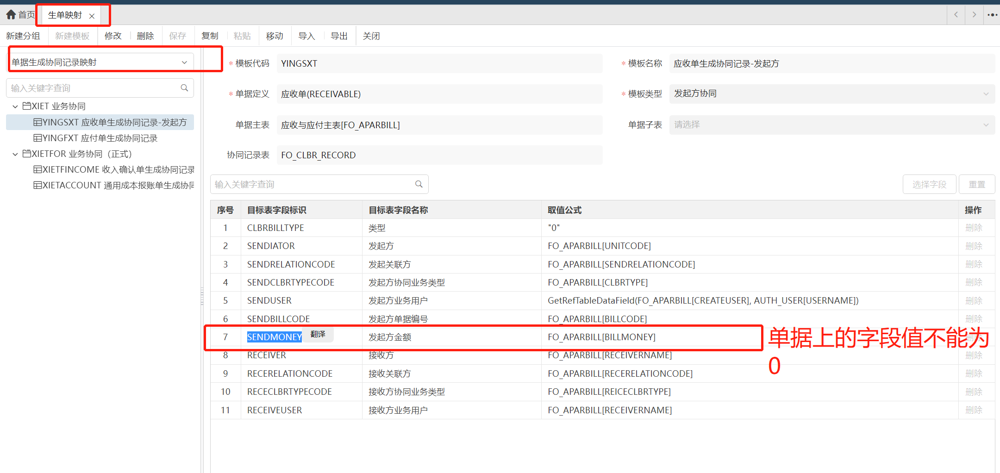 首页
生单映射
新建分组 新建模板 修改 删除 保存 复制 粘贴 移动 导入 导出 关闭
单据生成协同记录映射
输入关键字查询
XIET 业务协同
YINGSXT 应收单生成协同记录-发起方
YINGFXT 应付单生成协同记录
XIETFOR 业务协同（正式）
XIETFINCOME 收入确认单生成协同记录
XIETACCOUNT 通用成本报账单生成协同
* 模板代码 YINGSXT
* 模板名称 应收单生成协同记录-发起方
* 单据定义 应收单(RECEIVABLE)
* 模板类型 发起方协同
单据主表 应收与应付主表[FO_APARBILL]
单据子表 请选择
协同记录表 FO_CLBR_RECORD
输入关键字查询
选择字段 重置
序号 目标表字段标识 目标表字段名称 取值公式 操作
1 CLBRBILLTYPE 类型 "0" 删除
2 SENDIATOR 发起方 FO_APARBILL[UNITCODE] 删除
3 SENDRELATIONCODE 发起关联方 FO_APARBILL[SENDRELATIONCODE] 删除
4 SENDCLBRTYPECODE 发起方协同业务类型 FO_APARBILL[CLBRTYPE] 删除
5 SENDUSER 发起方业务用户 GetRefTableDataField(FO_APARBILL[CREATEUSER], AUTH_USER[USERNAME]) 删除
6 SENDBILLCODE 发起方单据编号 FO_APARBILL[BILLCODE] 删除
7 SENDMONEY 翻译 发起方金额 FO_APARBILL[BILLMONEY] 删除
单据上的字段值不能为
0
8 RECEIVER 接收方 FO_APARBILL[RECEIVERNAME] 删除
9 RECERELATIONCODE 接收关联方 FO_APARBILL[RECERELATIONCODE] 删除
10 RECECLBRTYPECODE 接收方协同业务类型 FO_APARBILL[REICECLBRTYPE] 删除
11 RECEIVEUSER 接收方业务用户 FO_APARBILL[RECEIVERNAME] 删除